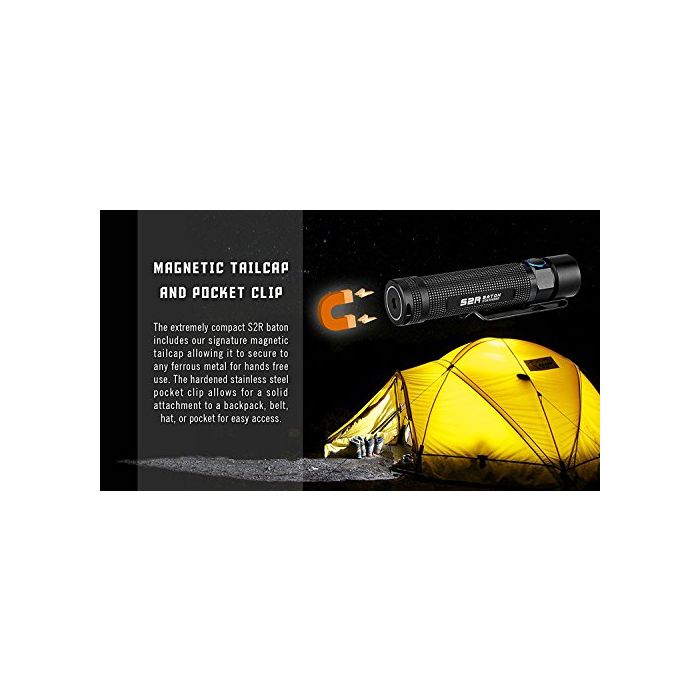 MAGNETIC TAILCAP
AND POCKET CLIP
The extremely compact S2R baton
includes our signature magnetic
tailcap allowing it to secure to
any ferrous metal for hands free
use. The hardened stainless steel
pocket clip allows for a solid
attachment to a backpack, belt,
hat, or pocket for easy access.
S2R BATON